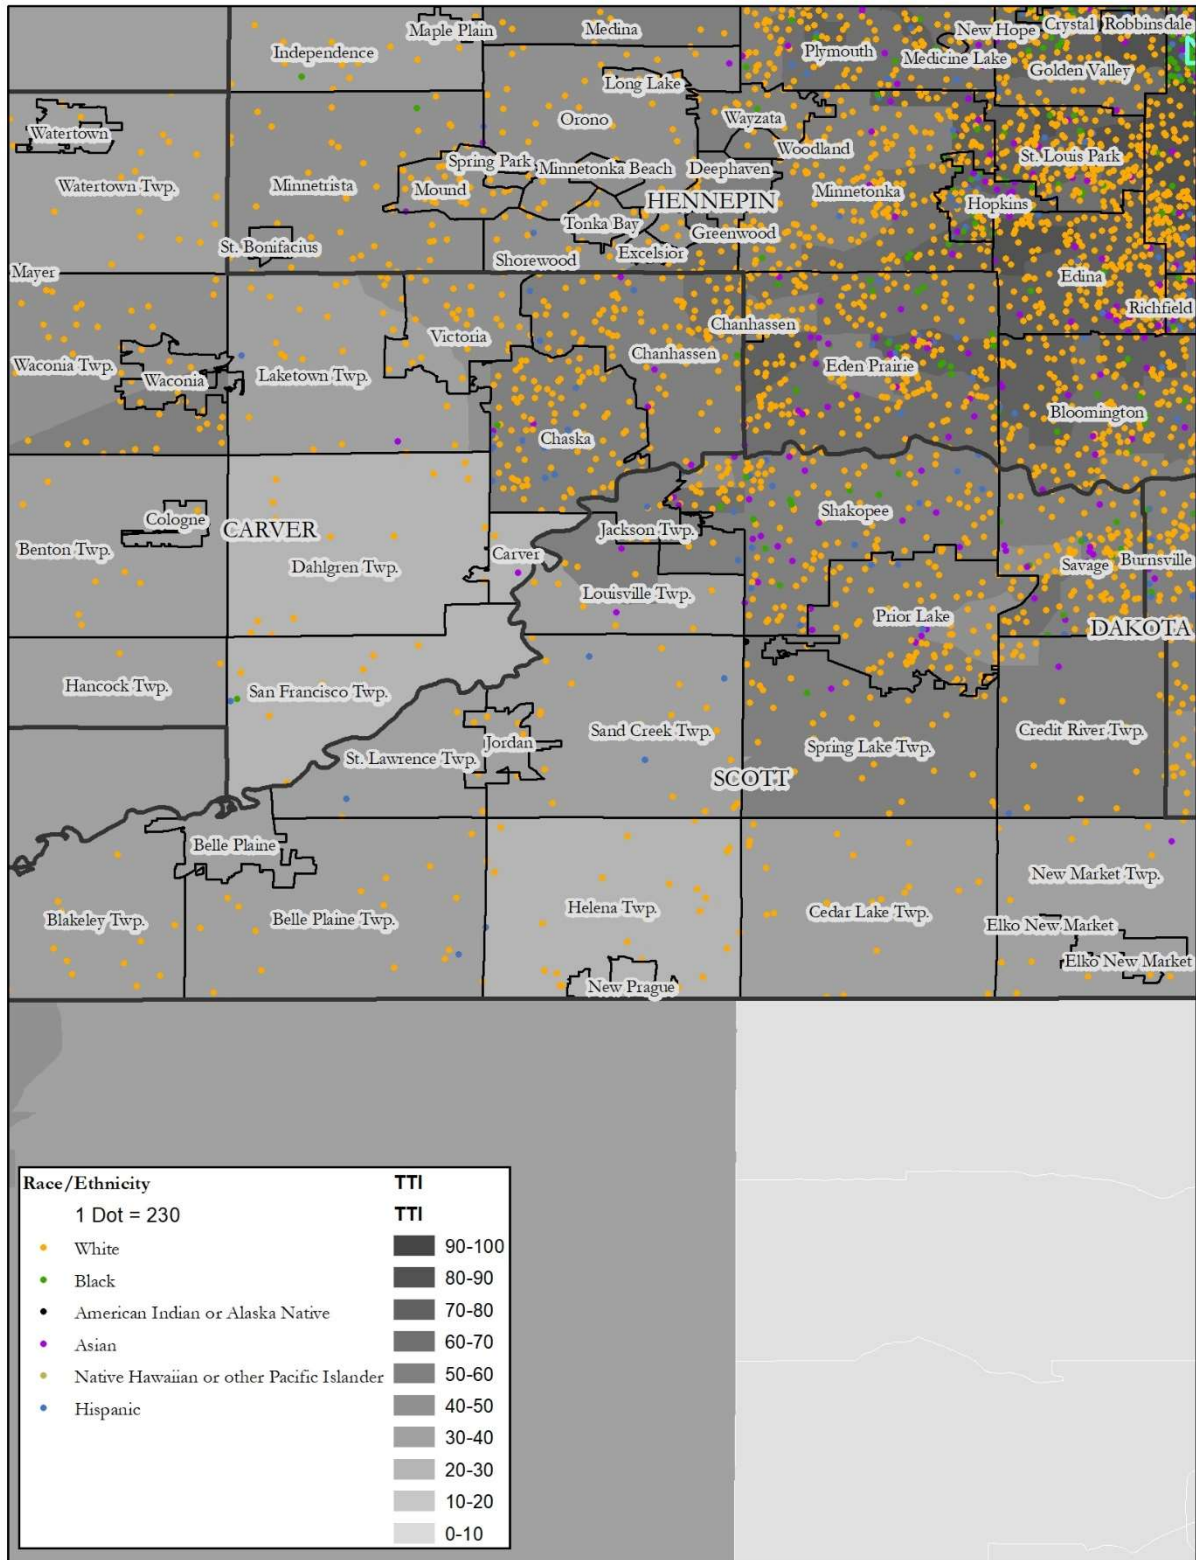 Maple Plain
Medina
New Hope
Crystal
Robbinsdale
Independence
Plymouth
Medicine Lake
Golden Valley
Long Lake
Watertown
Orono
Wayzata
Woodland
St. Louis Park
Watertown Twp.
Minnetrista
Spring Park
Mound
Minnetonka Beach
Deephaven
Minnetonka
Hopkins
HENNEPIN
Tonka Bay
Greenwood
St. Bonifacius
Shorewood
Excelsior
Mayer
Edina
Richfield
Victoria
Chanhassen
Chanhassen
Waconia Twp.
Waconia
Laketown Twp.
Eden Prairie
Bloomington
Chaska
Cologne
CARVER
Jackson Twp.
Shakopee
Benton Twp.
Dahlgren Twp.
Carver
Louisville Twp.
Savage
Burnsville
Prior Lake
DAKOTA
Hancock Twp.
San Francisco Twp.
St. Lawrence Twp.
Jordan
Sand Creek Twp.
Spring Lake Twp.
Credit River Twp.
SCOTT
Belle Plaine
New Market Twp.
Blakeley Twp.
Belle Plaine Twp.
Helena Twp.
Cedar Lake Twp.
Elko New Market
Elko New Market
New Prague
Race/Ethnicity
1 Dot = 230
White
Black
American Indian or Alaska Native
Asian
Native Hawaiian or other Pacific Islander
Hispanic
TTI
TTI
90-100
80-90
70-80
60-70
50-60
40-50
30-40
20-30
10-20
0-10